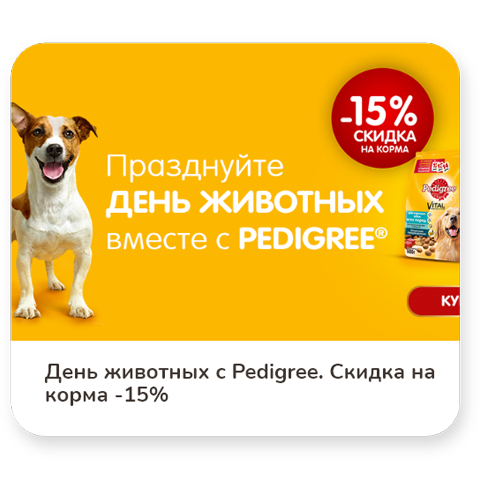 -15%
СКИДКА
НА КОРМА
Празднуйте
ДЕНЬ ЖИВОТНЫХ
вместе с PEDIGREE®
Pedigree
VITAL
КУ
День животных с Pedigree. Скидка на
корма -15%